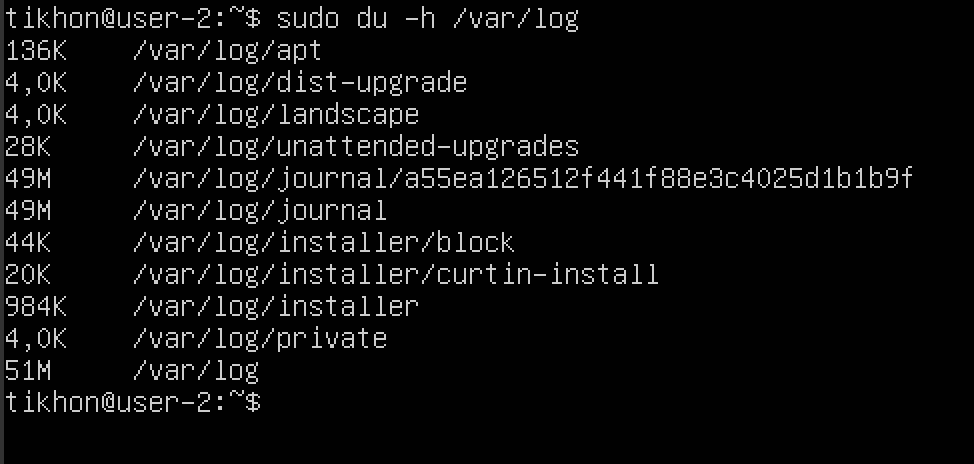 tikhon@user-2:~$ sudo du -h /var/log
136K    /var/log/apt
4,0K    /var/log/dist-upgrade
4,0K    /var/log/landscape
28K     /var/log/unattended-upgrades
49M     /var/log/journal/a55ea126512f441f88e3c4025d1b1b9f
49M     /var/log/journal
44K     /var/log/installer/block
20K     /var/log/installer/curtin-install
984K    /var/log/installer
4,0K    /var/log/private
51M     /var/log
tikhon@user-2:~$